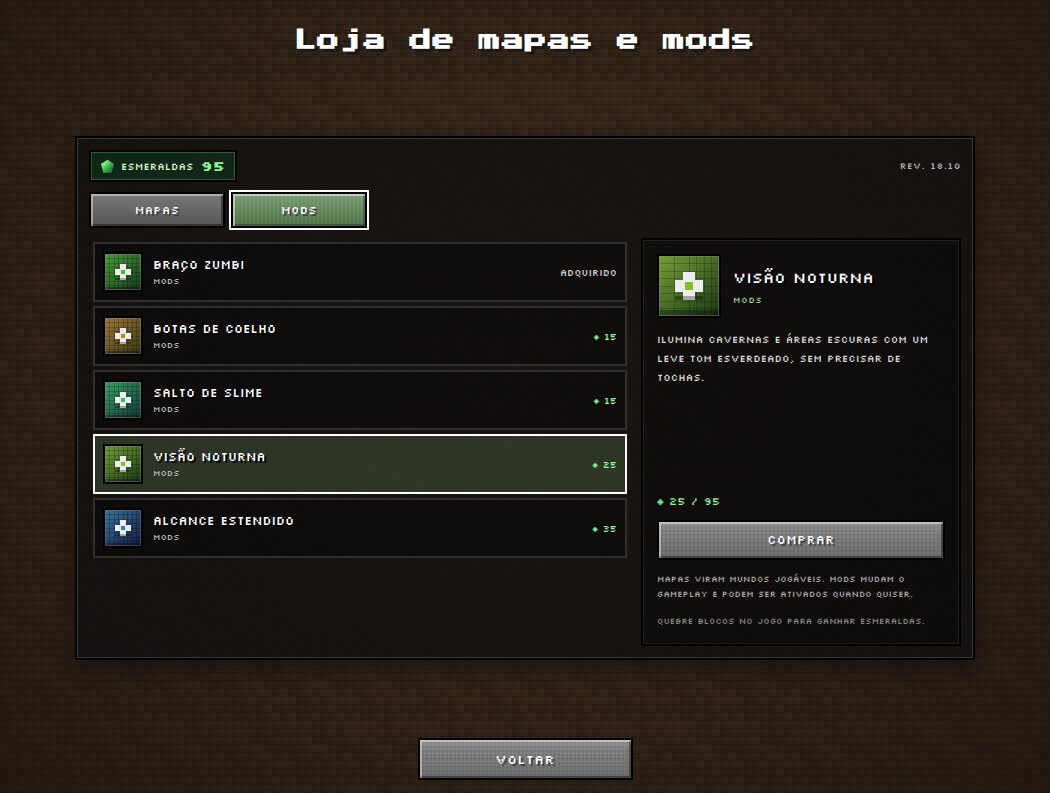 Loja de mapas e mods
ESMERALDAS 95
REV. 18.10
MAPAS
MODS
BRAÇO ZUMBI
MODS
ADQUIRIDO
BOTAS DE COELHO
MODS
15
SALTO DE SLIME
MODS
15
VISÃO NOTURNA
MODS
25
ALCANCE ESTENDIDO
MODS
35
VISÃO NOTURNA
MODS
ILUMINA CAVERNAS E ÁREAS ESCURAS COM UM
LEVE TOM ESVERDEADO, SEM PRECISAR DE
TOCHAS.
25 / 95
COMPRAR
MAPAS VIRAM MUNDOS JOGÁVEIS. MODS MUDAM O
GAMEPLAY E PODEM SER ATIVADOS QUANDO QUISER.
QUEBRE BLOCOS NO JOGO PARA GANHAR ESMERALDAS.
VOLTAR